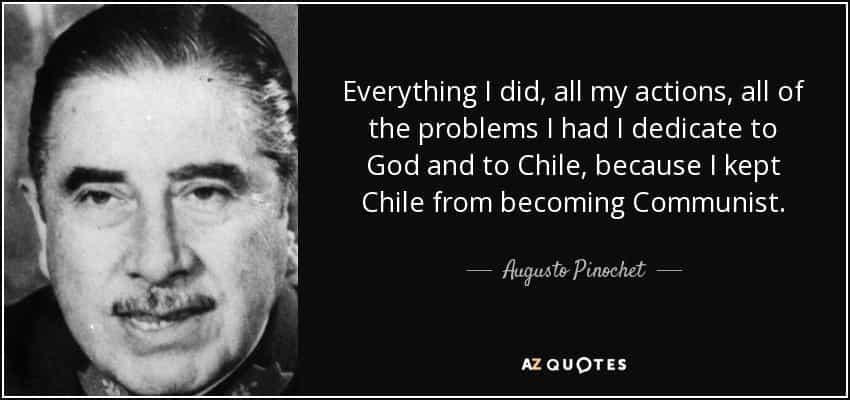 Everything I did, all my actions, all of
the problems I had I dedicate to
God and to Chile, because I kept
Chile from becoming Communist.
Augusto Pinochet
AZ QUOTES